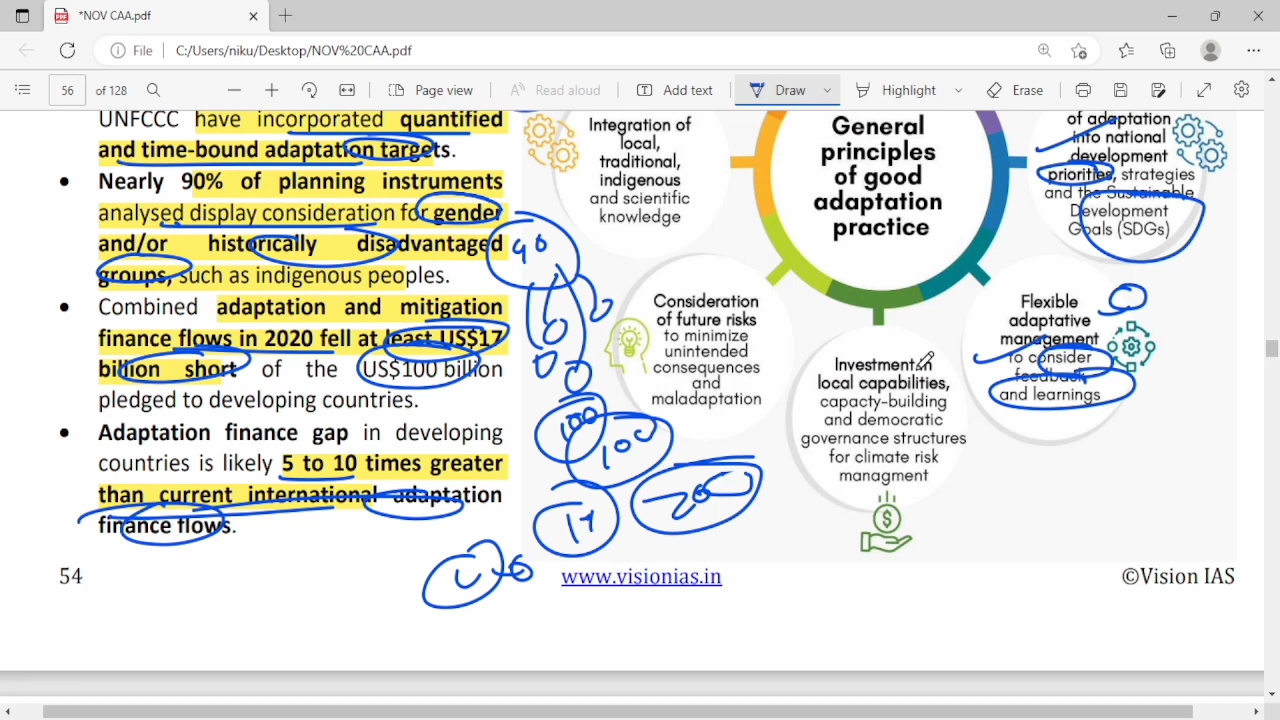 *NOV CAA.pdf
File
C:/Users/niku/Desktop/NOV%20CAA.pdf
56 of 128
Page view
Read aloud
Add text
Draw
Highlight
Erase
UNFCCC have incorporated quantified
and time-bound adaptation targets.
• Nearly 90% of planning instruments
analysed display consideration for gender
and/or historically disadvantaged
groups, such as indigenous peoples.
• Combined adaptation and mitigation
finance flows in 2020 fell at least US$17
billion short of the US$100 billion
pledged to developing countries.
• Adaptation finance gap in developing
countries is likely 5 to 10 times greater
than current international adaptation
finance flows.
Integration of
local,
traditional,
indigenous
and scientific
knowledge
General
principles
of good
adaptation
practice
of adaptation
into national
development
priorities, strategies
and the Sustainable
Development
Goals (SDGs)
Consideration
of future risks
to minimize
unintended
consequences
and
maladaptation
Investment in
local capabilities,
capacty-building
and democratic
governance structures
for climate risk
managment
Flexible
adaptive
management
to consider
feedback
and learnings
90
100
100
17
200
54
www.visionias.in
©Vision IAS